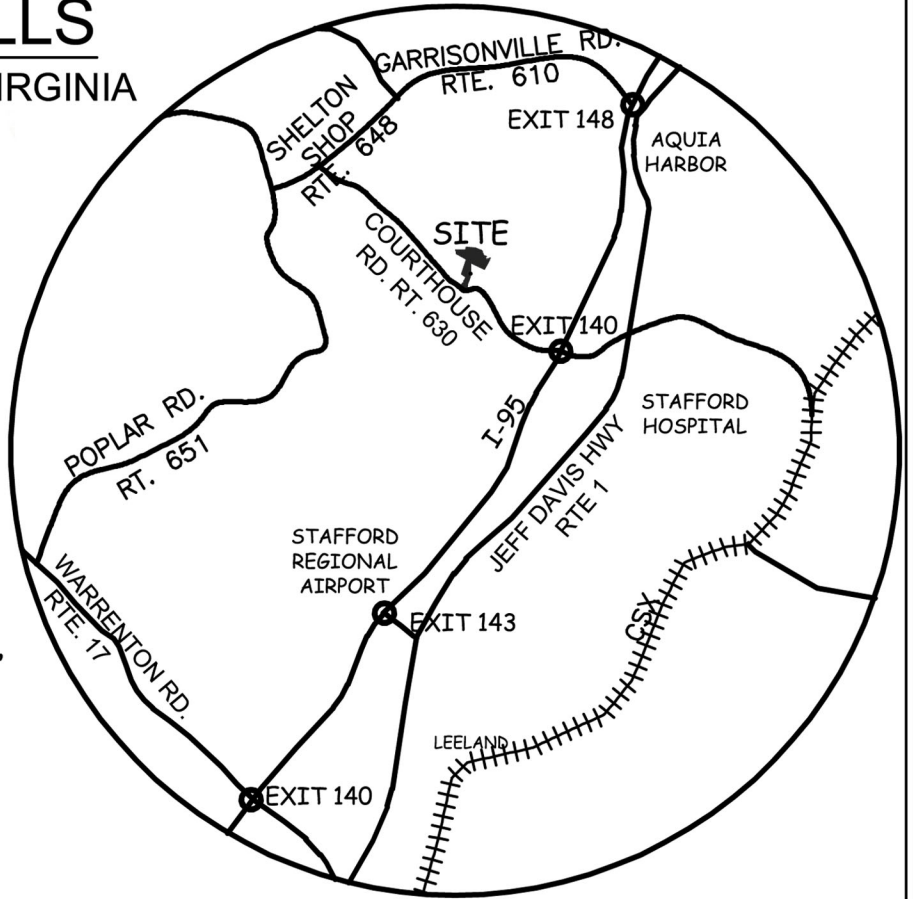 LLS
IRGINIA
GARRISONVILLE RD.
RTE. 610
SHELTON
SHOP
RTE. 648
EXIT 148
AQUIA
HARBOR
SITE
COURTHOUSE
RD. RT. 630
EXIT 140
I-95
STAFFORD
HOSPITAL
POPLAR RD.
RT. 651
JEFF DAVIS HWY
RTE 1
STAFFORD
REGIONAL
AIRPORT
WARRENTON RD.
RTE. 17
EXIT 143
CSX
LEELAND
EXIT 140